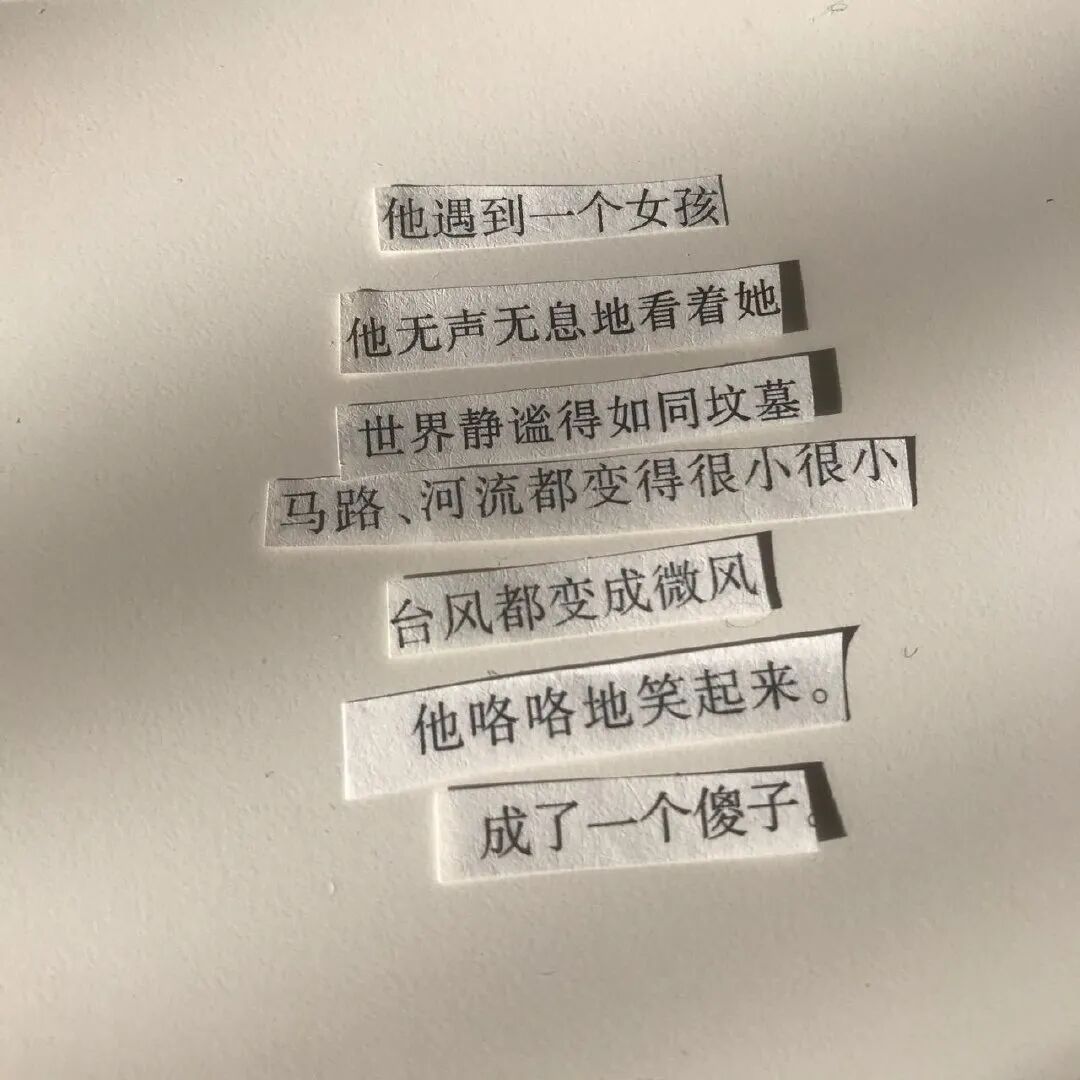 他遇到一个女孩
他无声无息地看着她
世界静谧得如同坟墓
马路、河流都变得很小很小
台风都变成微风
他咯咯地笑起来。
成了一个傻子。